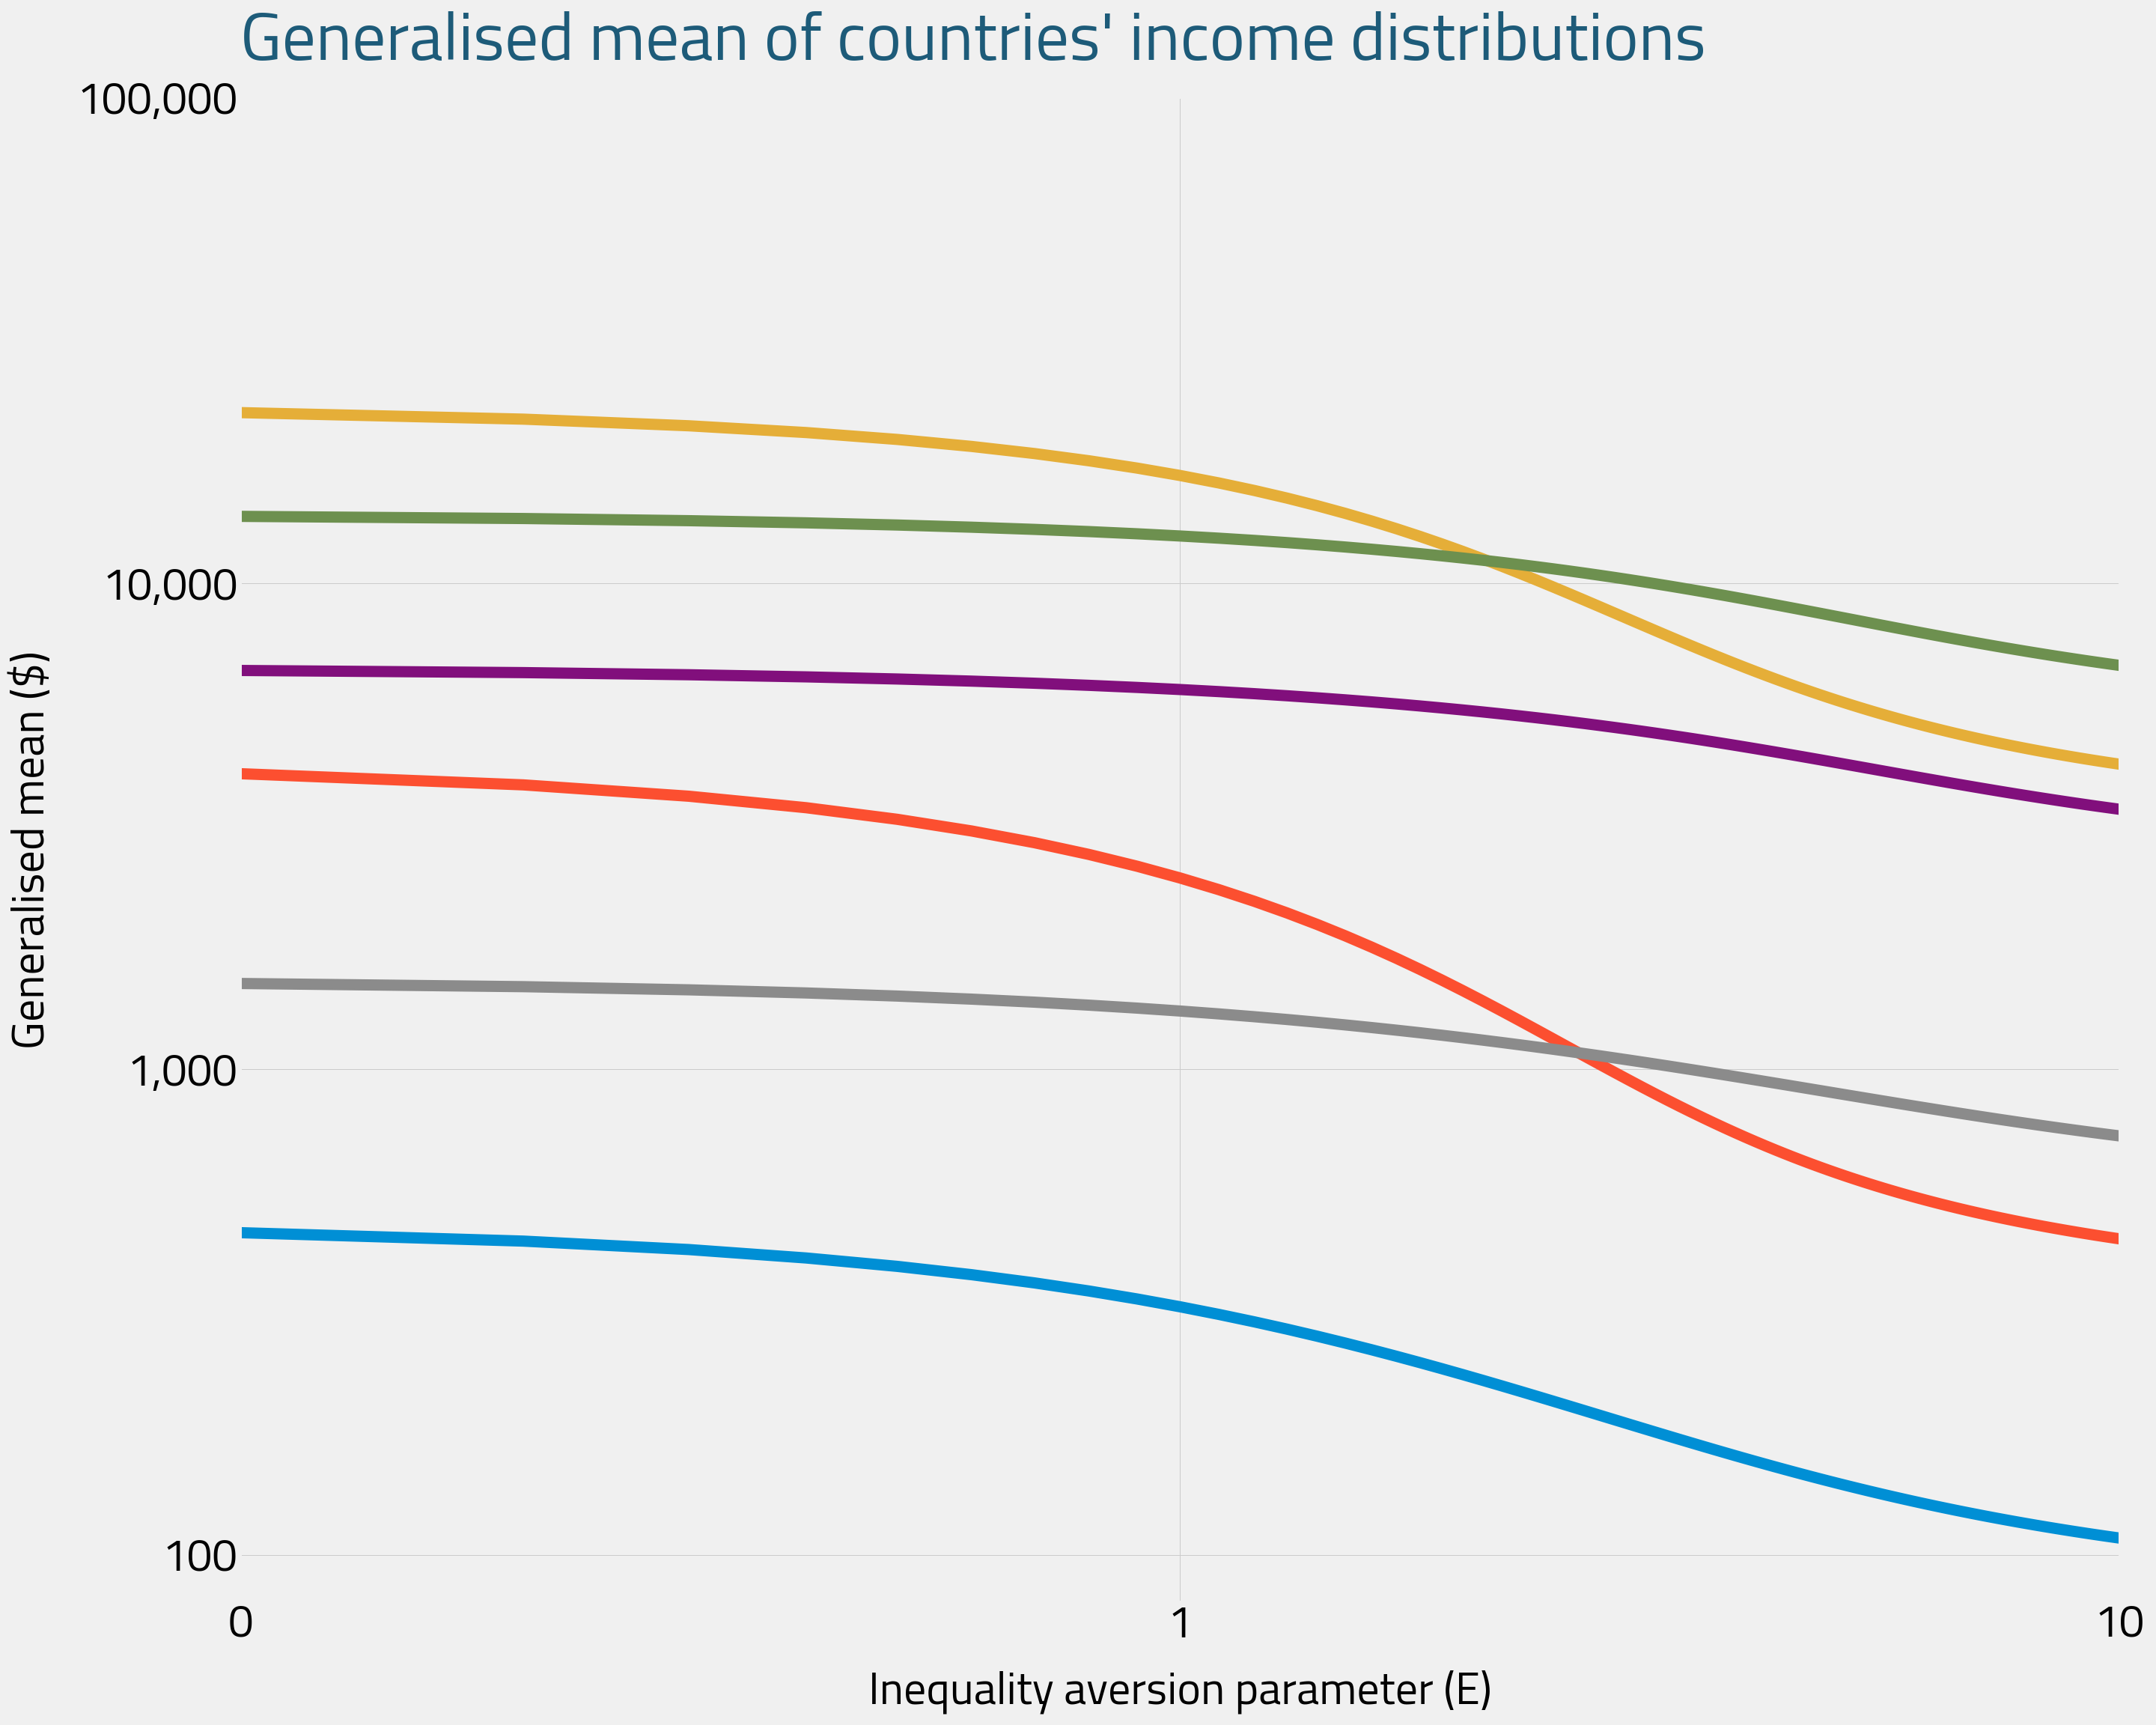 Generalised mean of countries' income distributions
100,000
10,000
1,000
100
Generalised mean ($)
0
1
10
Inequality aversion parameter (E)